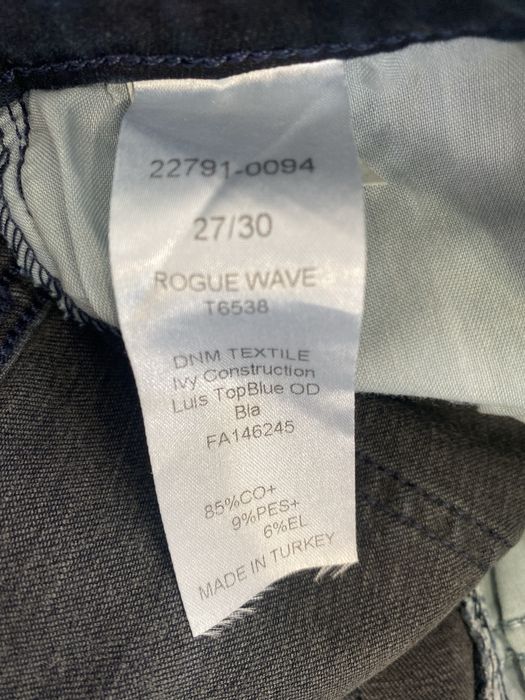 22791-0094
27/30
ROGUE WAVE
T6538
DNM TEXTILE
Ivy Construction
Luis TopBlue OD
Bla
FA146245
85%CO+
9%PES+
6%EL
MADE IN TURKEY